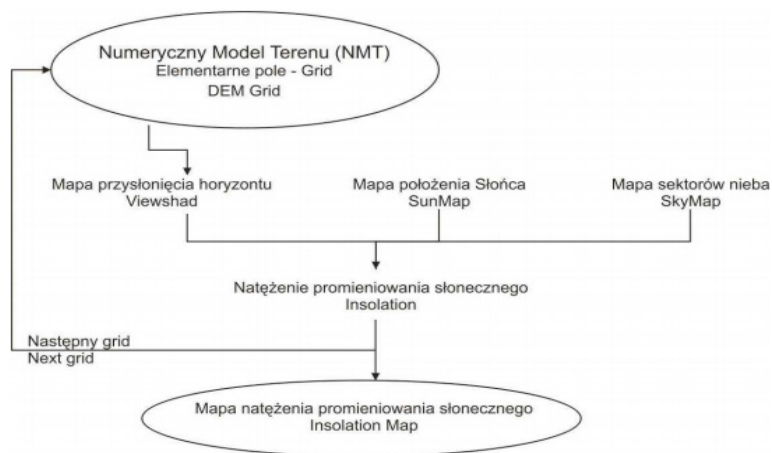 Numeryczny Model Terenu (NMT)
Elementarne pole - Grid
DEM Grid
Mapa przysłonięcia horyzontu
Viewshad
Mapa położenia Słońca
SunMap
Mapa sektorów nieba
SkyMap
Natężenie promieniowania słonecznego
Insolation
Następny grid
Next grid
Mapa natężenia promieniowania słonecznego
Insolation Map